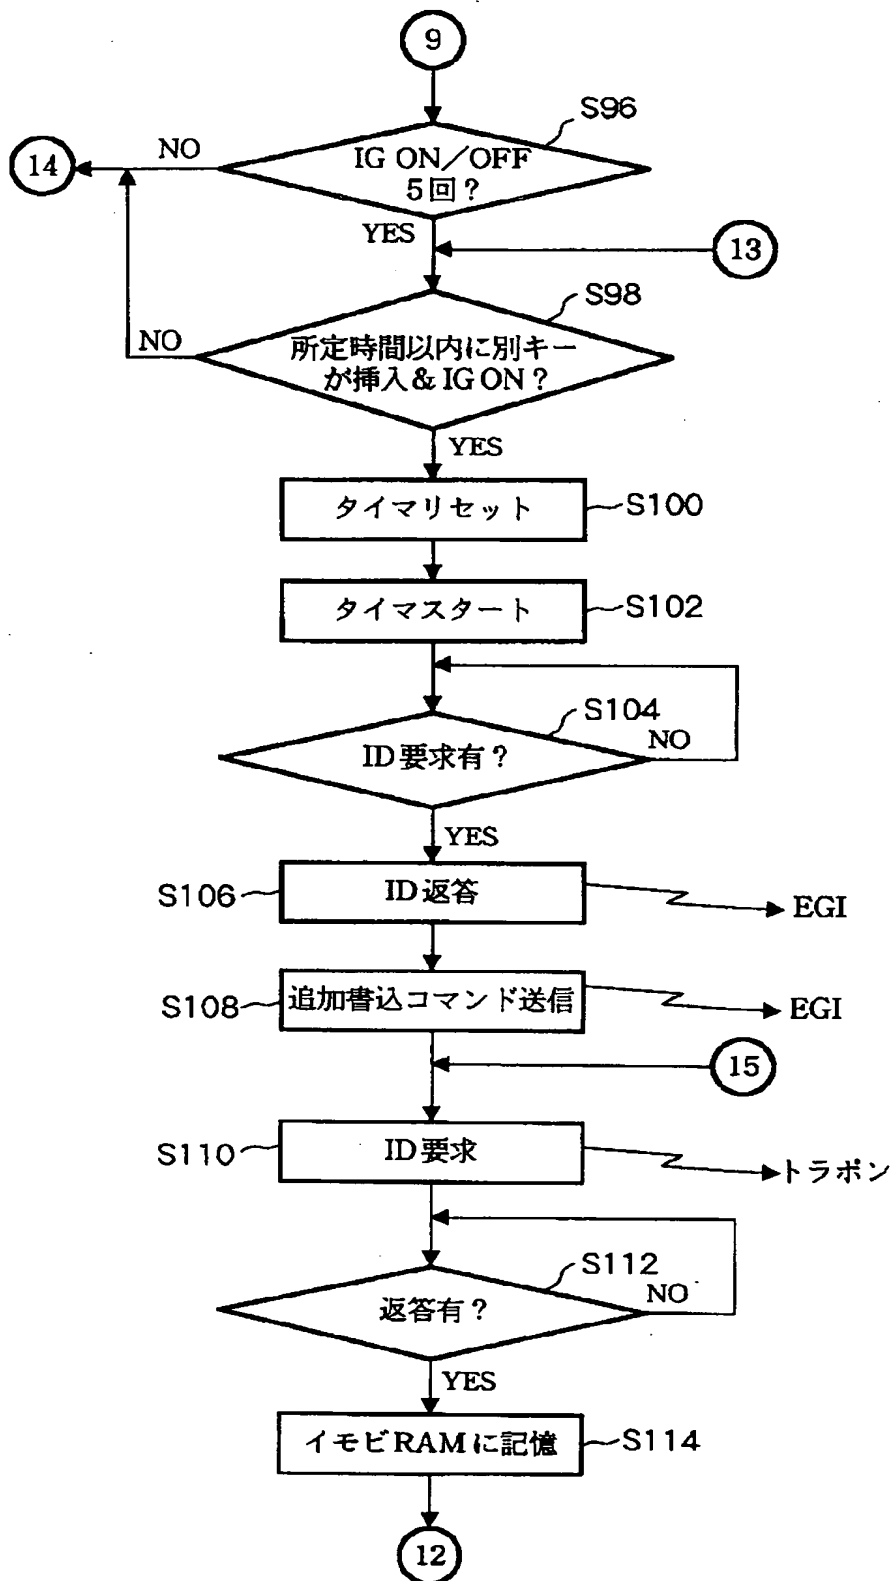 9
S96
IG ON／OFF
5回？
NO
14
YES
13
S98
所定時間以内に別キー
が挿入＆IG ON？
NO
YES
タイマリセット
S100
タイマスタート
S102
S104
ID要求有？
NO
YES
S106
ID返答
EGI
S108
追加書込コマンド送信
EGI
15
S110
ID要求
トラポン
S112
返答有？
NO
YES
イモビRAMに記憶
S114
12